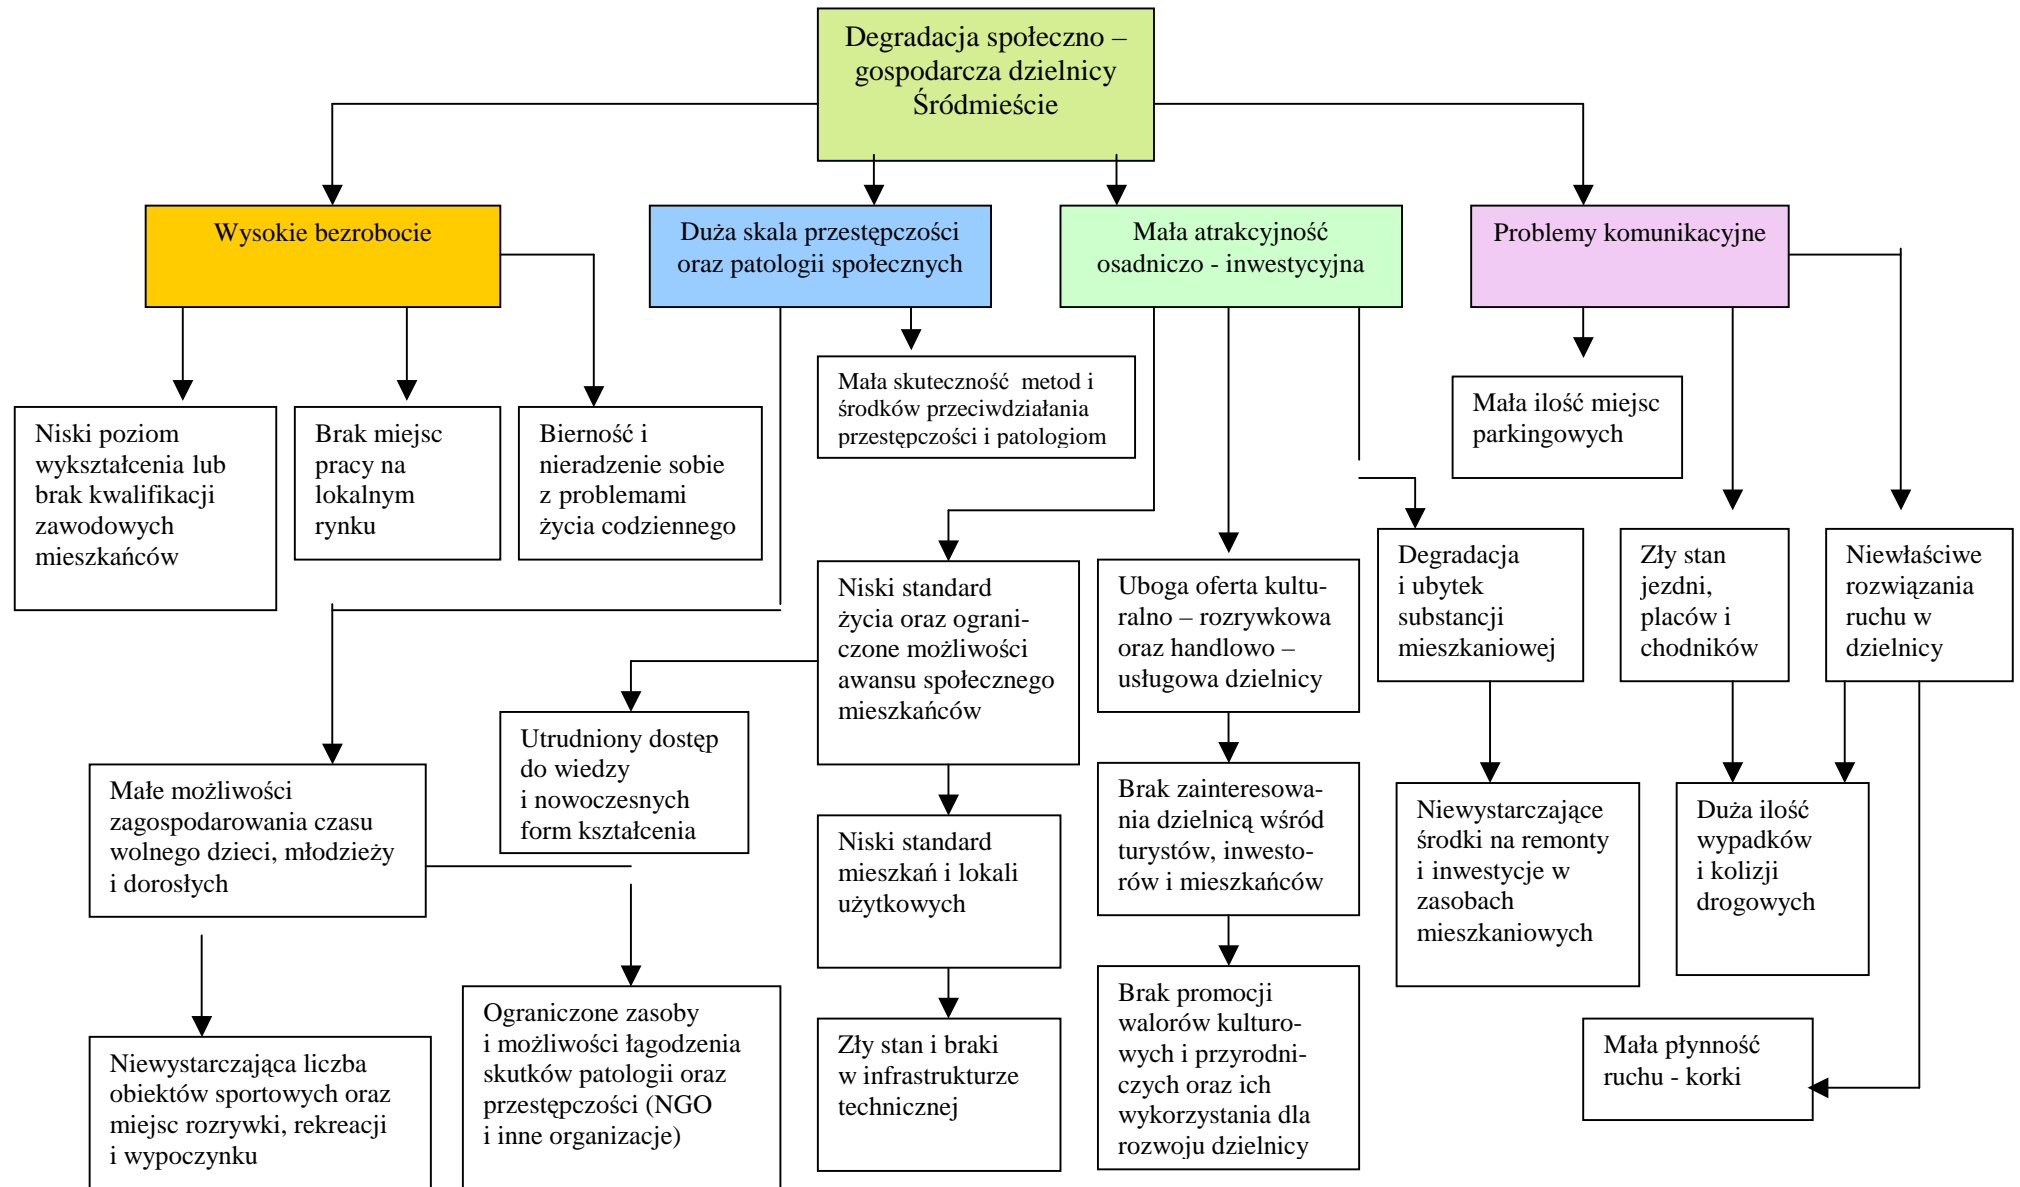 Degradacja społeczno –
gospodarcza dzielnicy
Śródmieście
Wysokie bezrobocie
Duża skala przestępczości
oraz patologii społecznych
Mała atrakcyjność
osadniczo - inwestycyjna
Problemy komunikacyjne
Mała skuteczność metod i
środków przeciwdziałania
przestępczości i patologiom
Mała ilość miejsc
parkingowych
Niski poziom
wykształcenia lub
brak kwalifikacji
zawodowych
mieszkańców
Brak miejsc
pracy na
lokalnym
rynku
Bierność i
nieradzenie sobie
z problemami
życia codziennego
Niski standard
życia oraz ograni-
czone możliwości
awansu społecznego
mieszkańców
Uboga oferta kultu-
ralno – rozrywkowa
oraz handlowo –
usługowa dzielnicy
Degradacja
i ubytek
substancji
mieszkaniowej
Zły stan
jezdni,
placów i
chodników
Niewłaściwe
rozwiązania
ruchu w
dzielnicy
Utrudniony dostęp
do wiedzy
i nowoczesnych
form kształcenia
Małe możliwości
zagospodarowania czasu
wolnego dzieci, młodzieży
i dorosłych
Niski standard
mieszkań i lokali
użytkowych
Brak zainteresowa-
nia dzielnicą wśród
turystów, inwesto-
rów i mieszkańców
Niewystarczające
środki na remonty
i inwestycje w
zasobach
mieszkaniowych
Duża ilość
wypadków
i kolizji
drogowych
Niewystarczająca liczba
obiektów sportowych oraz
miejsc rozrywki, rekreacji
i wypoczynku
Ograniczone zasoby
i możliwości łagodzenia
skutków patologii oraz
przestępczości (NGO
i inne organizacje)
Zły stan i braki
w infrastrukturze
technicznej
Brak promocji
walorów kulturo-
wych i przyrodni-
czych oraz ich
wykorzystania dla
rozwoju dzielnicy
Mała płynność
ruchu - korki